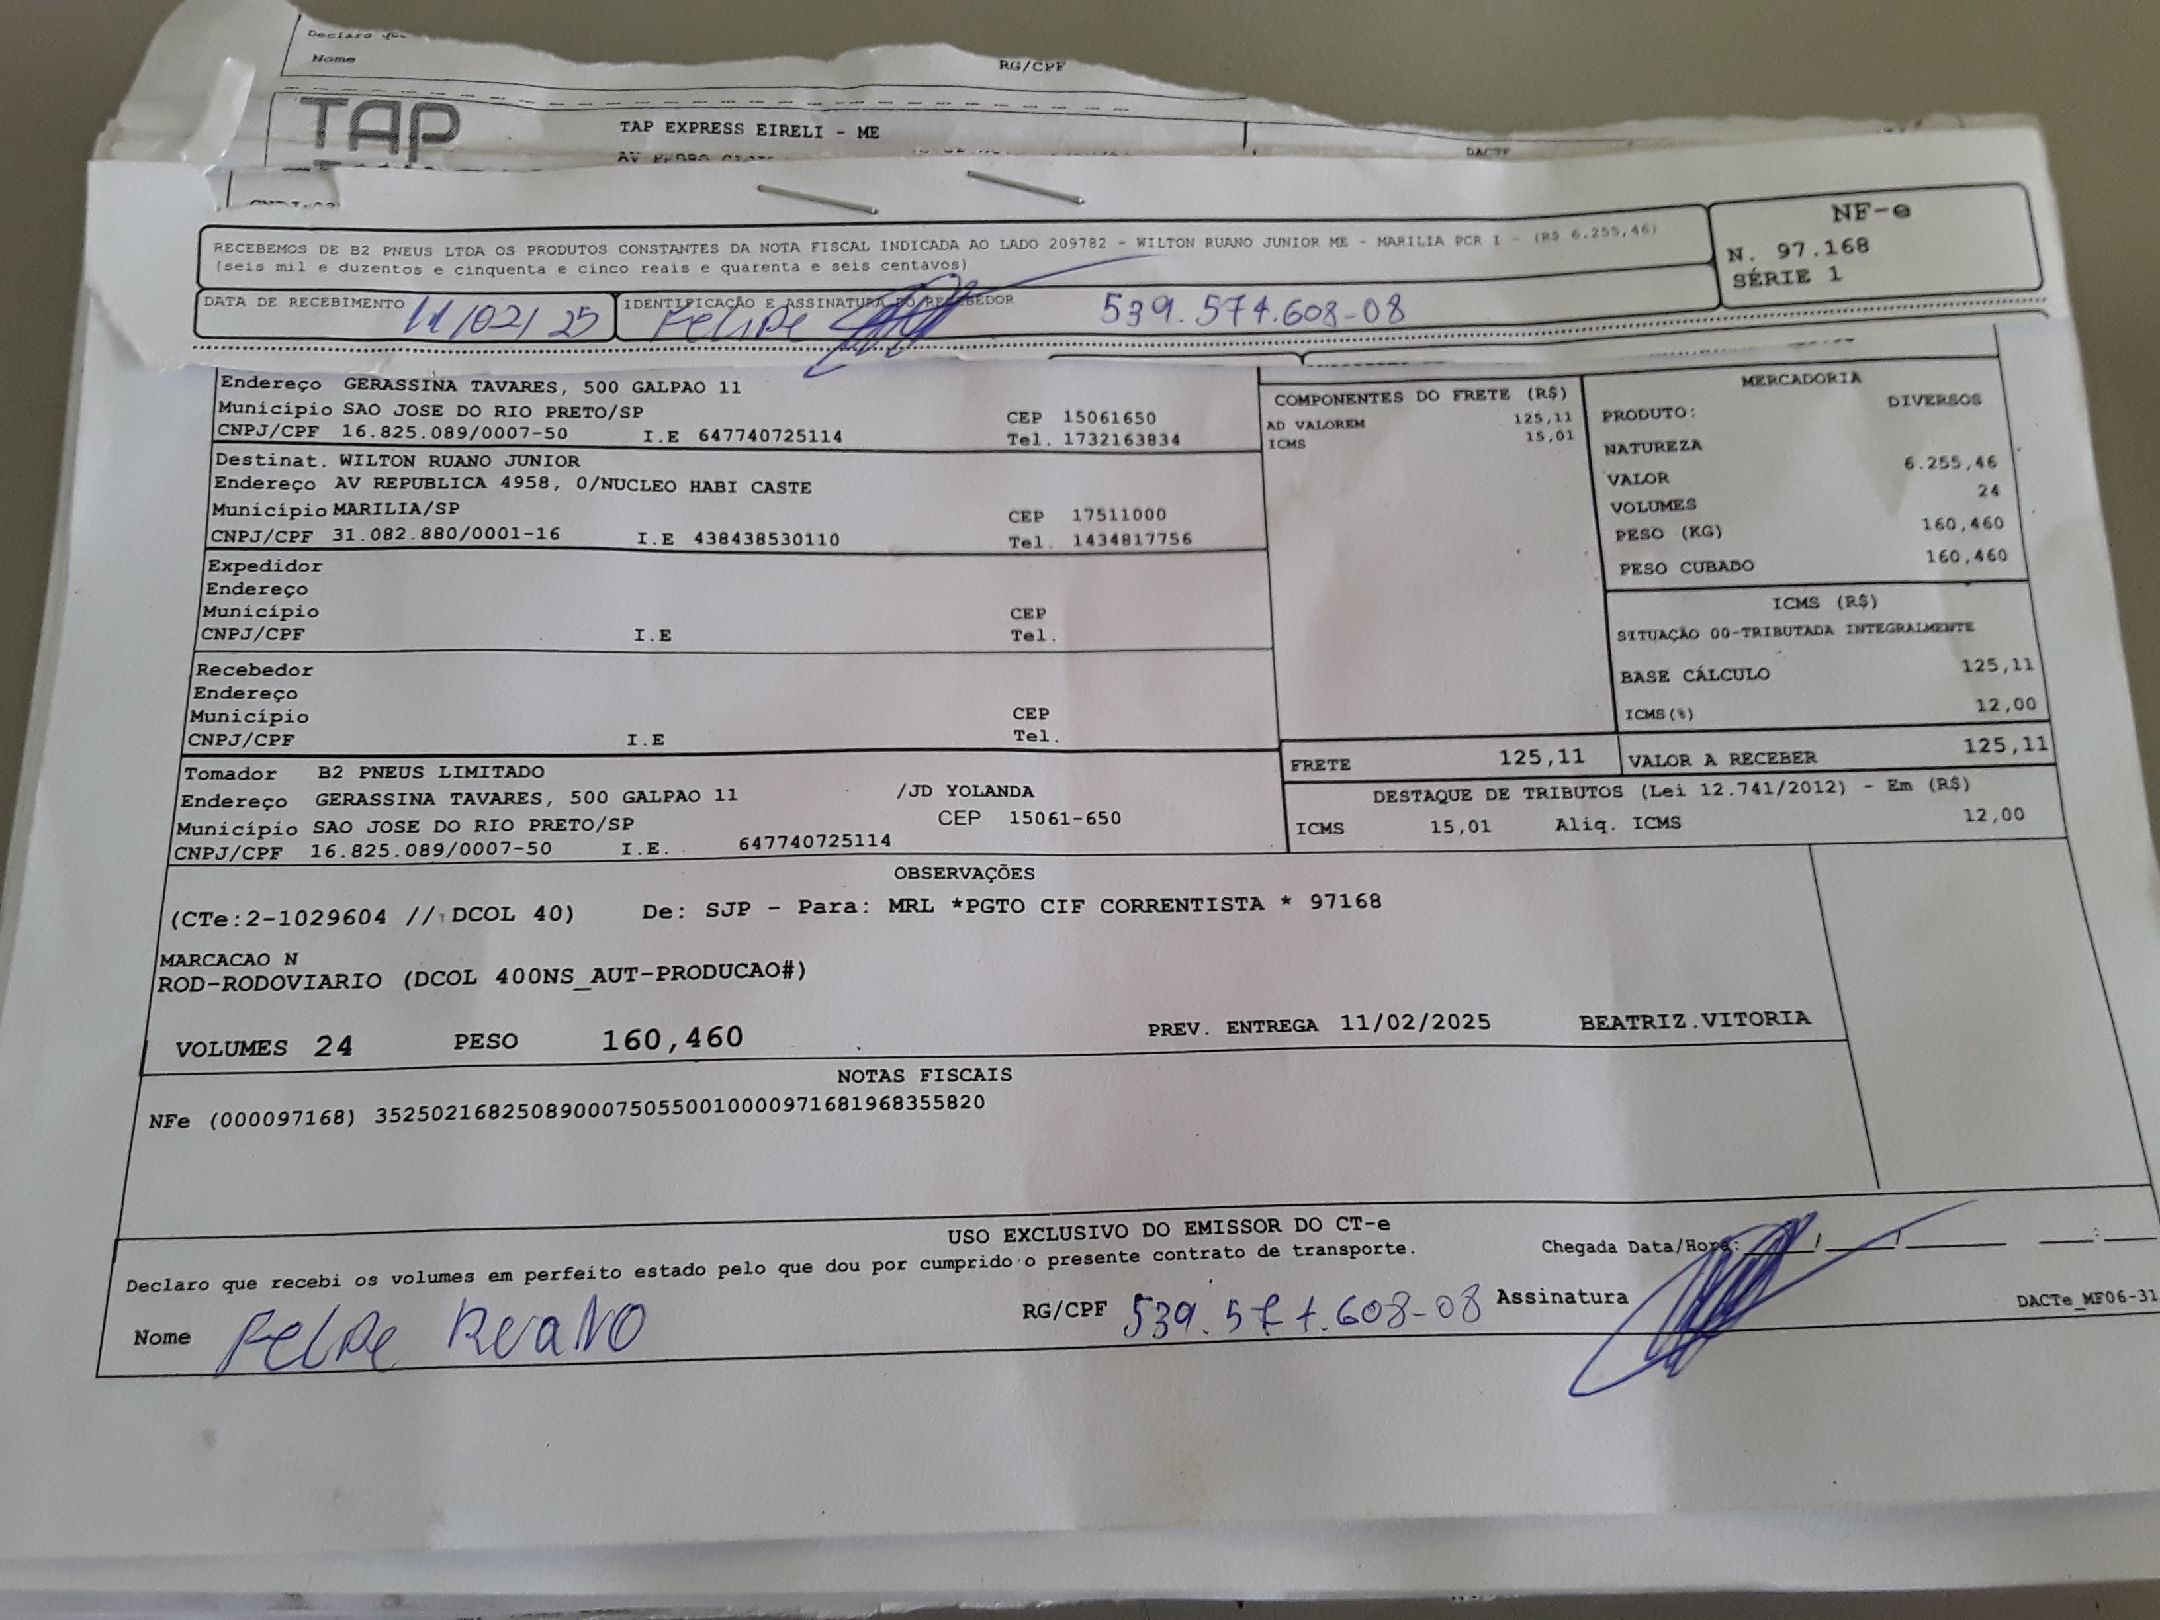 Declaro que
Nome RG/CPF
TAP TAP EXPRESS EIRELI - ME
AV PEDRO DACTE
NF-e
RECEBEMOS DE B2 PNEUS LTDA OS PRODUTOS CONSTANTES DA NOTA FISCAL INDICADA AO LADO 209782 - WILTON RUANO JUNIOR ME - MARILIA PCR I - (R$ 6.255,46)
(seis mil e duzentos e cinquenta e cinco reais e quarenta e seis centavos)
N. 97.168
SÉRIE 1
DATA DE RECEBIMENTO 11/02/25 IDENTIFICAÇÃO E ASSINATURA DO RECEBEDOR Felipe 539.574.608-08
Endereço GERASSINA TAVARES, 500 GALPAO 11
Município SAO JOSE DO RIO PRETO/SP CEP 15061650
CNPJ/CPF 16.825.089/0007-50 I.E 647740725114 Tel. 1732163834
Destinat. WILTON RUANO JUNIOR
Endereço AV REPUBLICA 4958, 0/NUCLEO HABI CASTE
Município MARILIA/SP CEP 17511000
CNPJ/CPF 31.082.880/0001-16 I.E 438438530110 Tel. 1434817756
Expedidor
Endereço
Município CEP
CNPJ/CPF I.E Tel.
Recebedor
Endereço
Município CEP
CNPJ/CPF I.E Tel.
Tomador B2 PNEUS LIMITADO
Endereço GERASSINA TAVARES, 500 GALPAO 11 /JD YOLANDA
Município SAO JOSE DO RIO PRETO/SP CEP 15061-650
CNPJ/CPF 16.825.089/0007-50 I.E. 647740725114
COMPONENTES DO FRETE (R$)
AD VALOREM 125,11
ICMS 15,01
MERCADORIA
PRODUTO: DIVERSOS
NATUREZA
VALOR 6.255,46
VOLUMES 24
PESO (KG) 160,460
PESO CUBADO 160,460
ICMS (R$)
SITUAÇÃO 00-TRIBUTADA INTEGRALMENTE
BASE CÁLCULO 125,11
ICMS(%) 12,00
FRETE 125,11 VALOR A RECEBER 125,11
DESTAQUE DE TRIBUTOS (Lei 12.741/2012) - Em (R$)
ICMS 15,01 Aliq. ICMS 12,00
OBSERVAÇÕES
(CTe:2-1029604 // DCOL 40) De: SJP - Para: MRL *PGTO CIF CORRENTISTA * 97168
MARCACAO N
ROD-RODOVIARIO (DCOL 400NS_AUT-PRODUCAO#)
VOLUMES 24 PESO 160,460 PREV. ENTREGA 11/02/2025 BEATRIZ.VITORIA
NOTAS FISCAIS
NFe (000097168) 35250216825089000750550010000971681968355820
USO EXCLUSIVO DO EMISSOR DO CT-e
Declaro que recebi os volumes em perfeito estado pelo que dou por cumprido o presente contrato de transporte. Chegada Data/Hora: / / :
Nome Felipe Ruano RG/CPF 539.574.608-08 Assinatura
DACTe_MF06-31